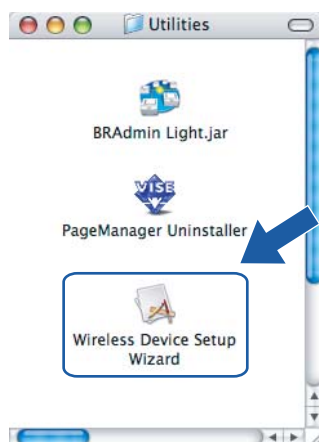 Utilities
BRAdmin Light.jar
VISE
PageManager Uninstaller
Wireless Device Setup
Wizard